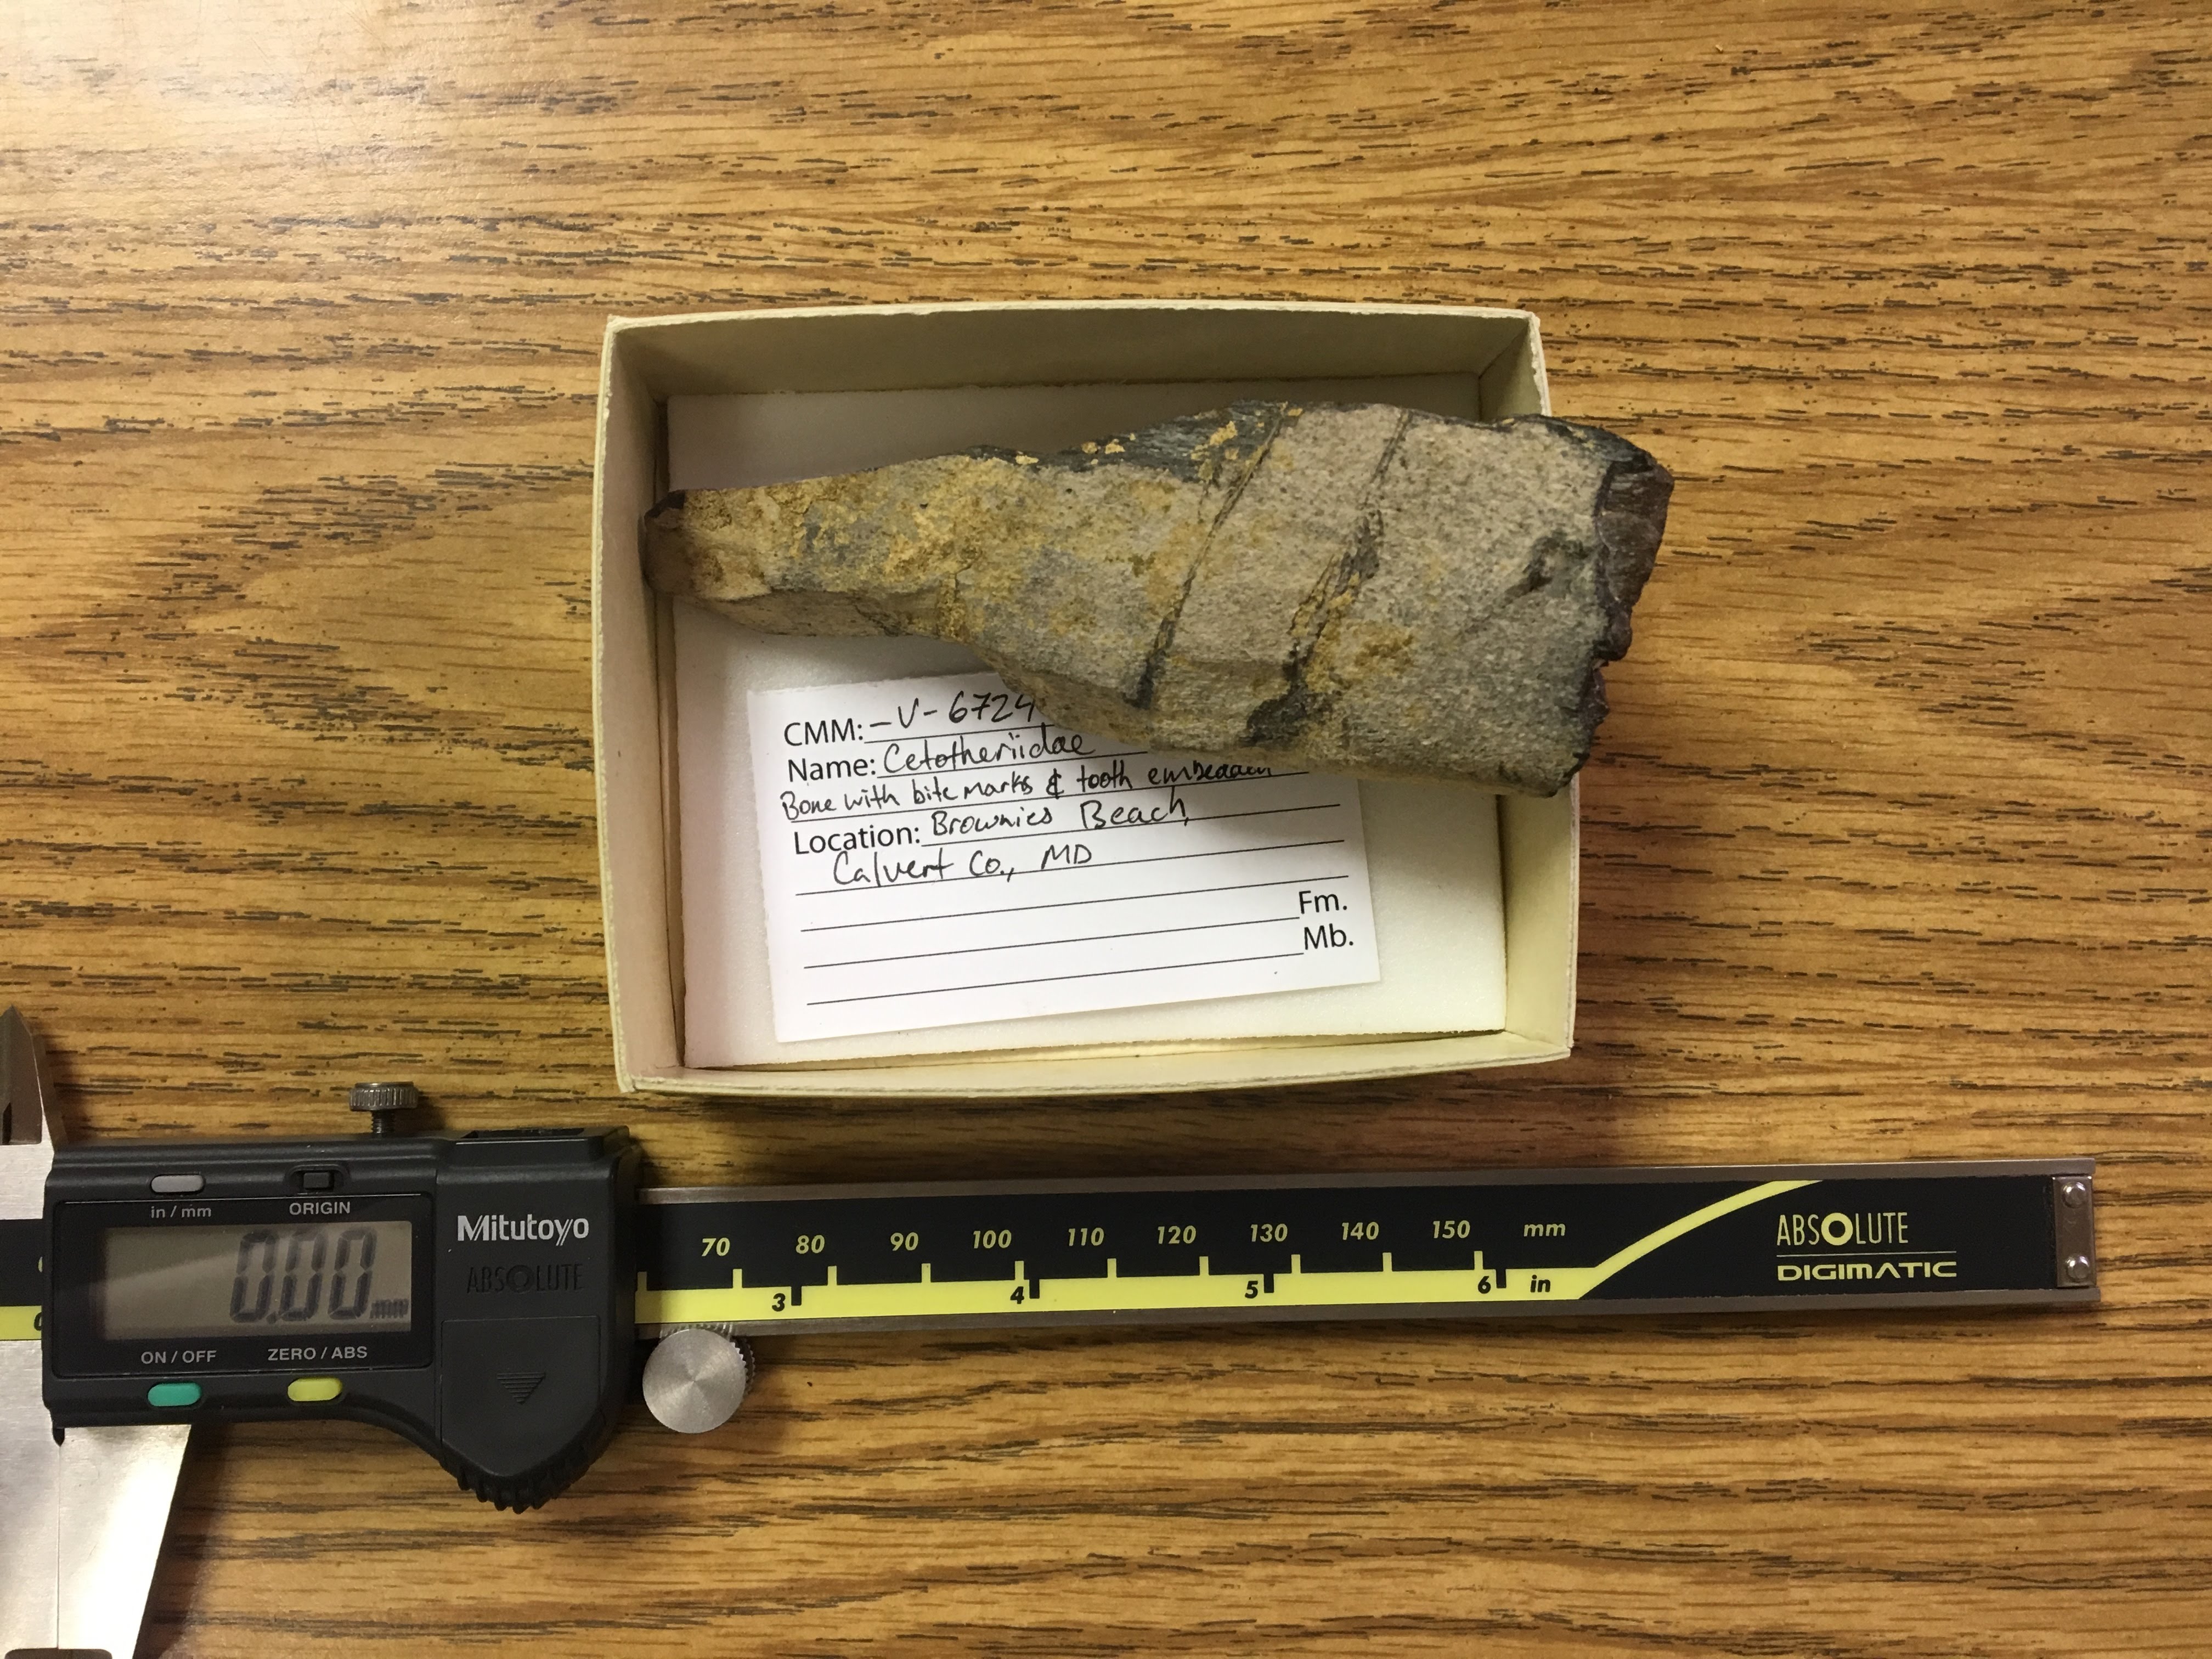 CMM: -V-6724
Name: Cetotheriidae
Bone with bite marks & tooth
Location: Brownies Beach
Calvert Co, MD
Fm.
Mb.
in / mm
ORIGIN
0.00 mm
ON / OFF
ZERO / ABS
Mitutoyo
ABSOLUTE
70 80 90 100 110 120 130 140 150 mm
3 4 5 6 in
ABSOLUTE
DIGIMATIC